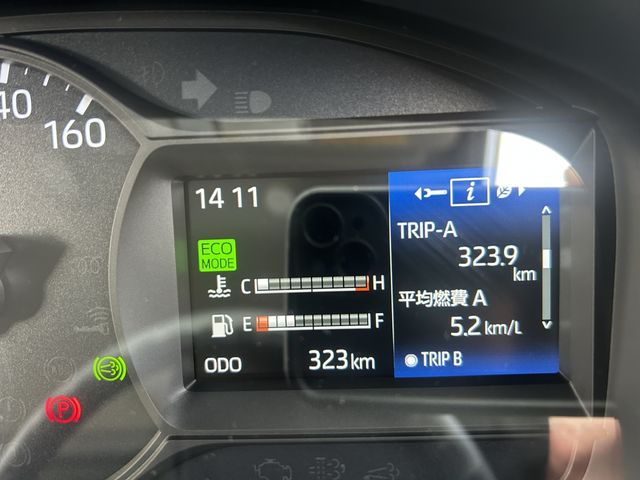 40
160
14 11
ECO
MODE
C H
E F
ODO 323km
i
TRIP-A
323.9
km
平均燃費 A
5.2 km/L
TRIP B
P